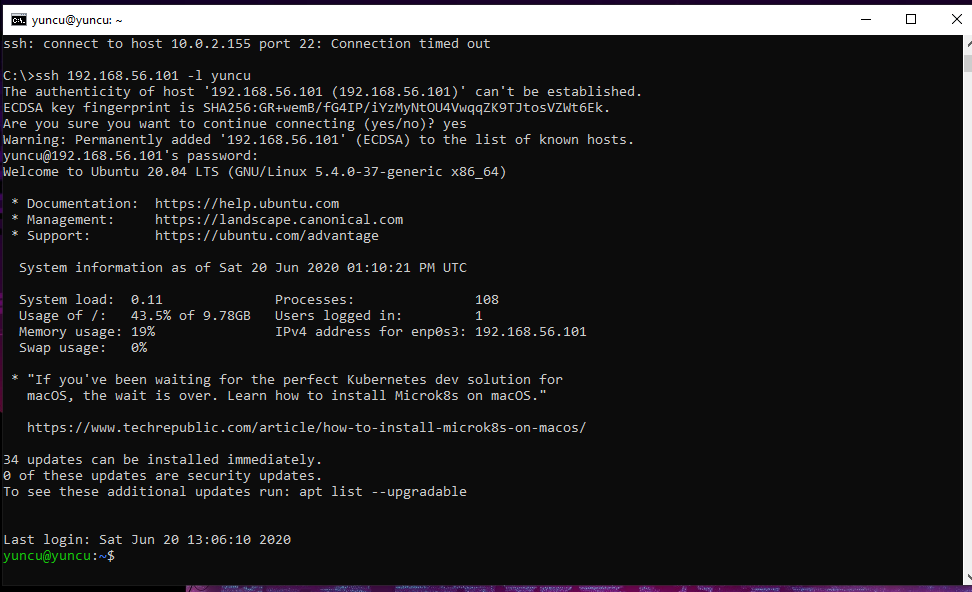 yuncu@yuncu: ~
ssh: connect to host 10.0.2.155 port 22: Connection timed out
C:\>ssh 192.168.56.101 -l yuncu
The authenticity of host '192.168.56.101 (192.168.56.101)' can't be established.
ECDSA key fingerprint is SHA256:GR+wemB/fG4IP/iYzMyNtOU4VwqqZK9TJtosVZWt6Ek.
Are you sure you want to continue connecting (yes/no)? yes
Warning: Permanently added '192.168.56.101' (ECDSA) to the list of known hosts.
yuncu@192.168.56.101's password:
Welcome to Ubuntu 20.04 LTS (GNU/Linux 5.4.0-37-generic x86_64)
* Documentation:  https://help.ubuntu.com
* Management:     https://landscape.canonical.com
* Support:        https://ubuntu.com/advantage
System information as of Sat 20 Jun 2020 01:10:21 PM UTC
System load:  0.11              Processes:               108
Usage of /:   43.5% of 9.78GB   Users logged in:         1
Memory usage: 19%               IPv4 address for enp0s3: 192.168.56.101
Swap usage:   0%
* "If you've been waiting for the perfect Kubernetes dev solution for
macOS, the wait is over. Learn how to install Microk8s on macOS."
https://www.techrepublic.com/article/how-to-install-microk8s-on-macos/
34 updates can be installed immediately.
0 of these updates are security updates.
To see these additional updates run: apt list --upgradable
Last login: Sat Jun 20 13:06:10 2020
yuncu@yuncu:~$